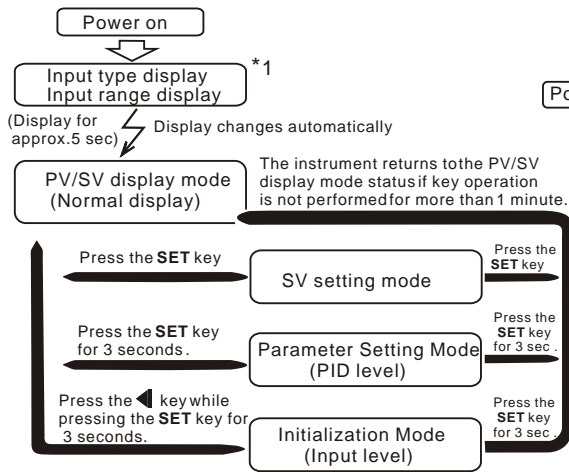 Power on
Input type display
Input range display
*1
Po
(Display for
approx.5 sec)
Display changes automatically
PV/SV display mode
(Normal display)
The instrument returns tothe PV/SV
display mode status if key operation
is not performed for more than 1 minute.
Press the SET key
SV setting mode
Press the
SET key
Press the SET key
for 3 seconds.
Parameter Setting Mode
(PID level)
Press the
SET key
for 3 sec.
Press the ◀ key while
pressing the SET key for
3 seconds.
Initialization Mode
(Input level)
Press the
SET key
for 3 sec.